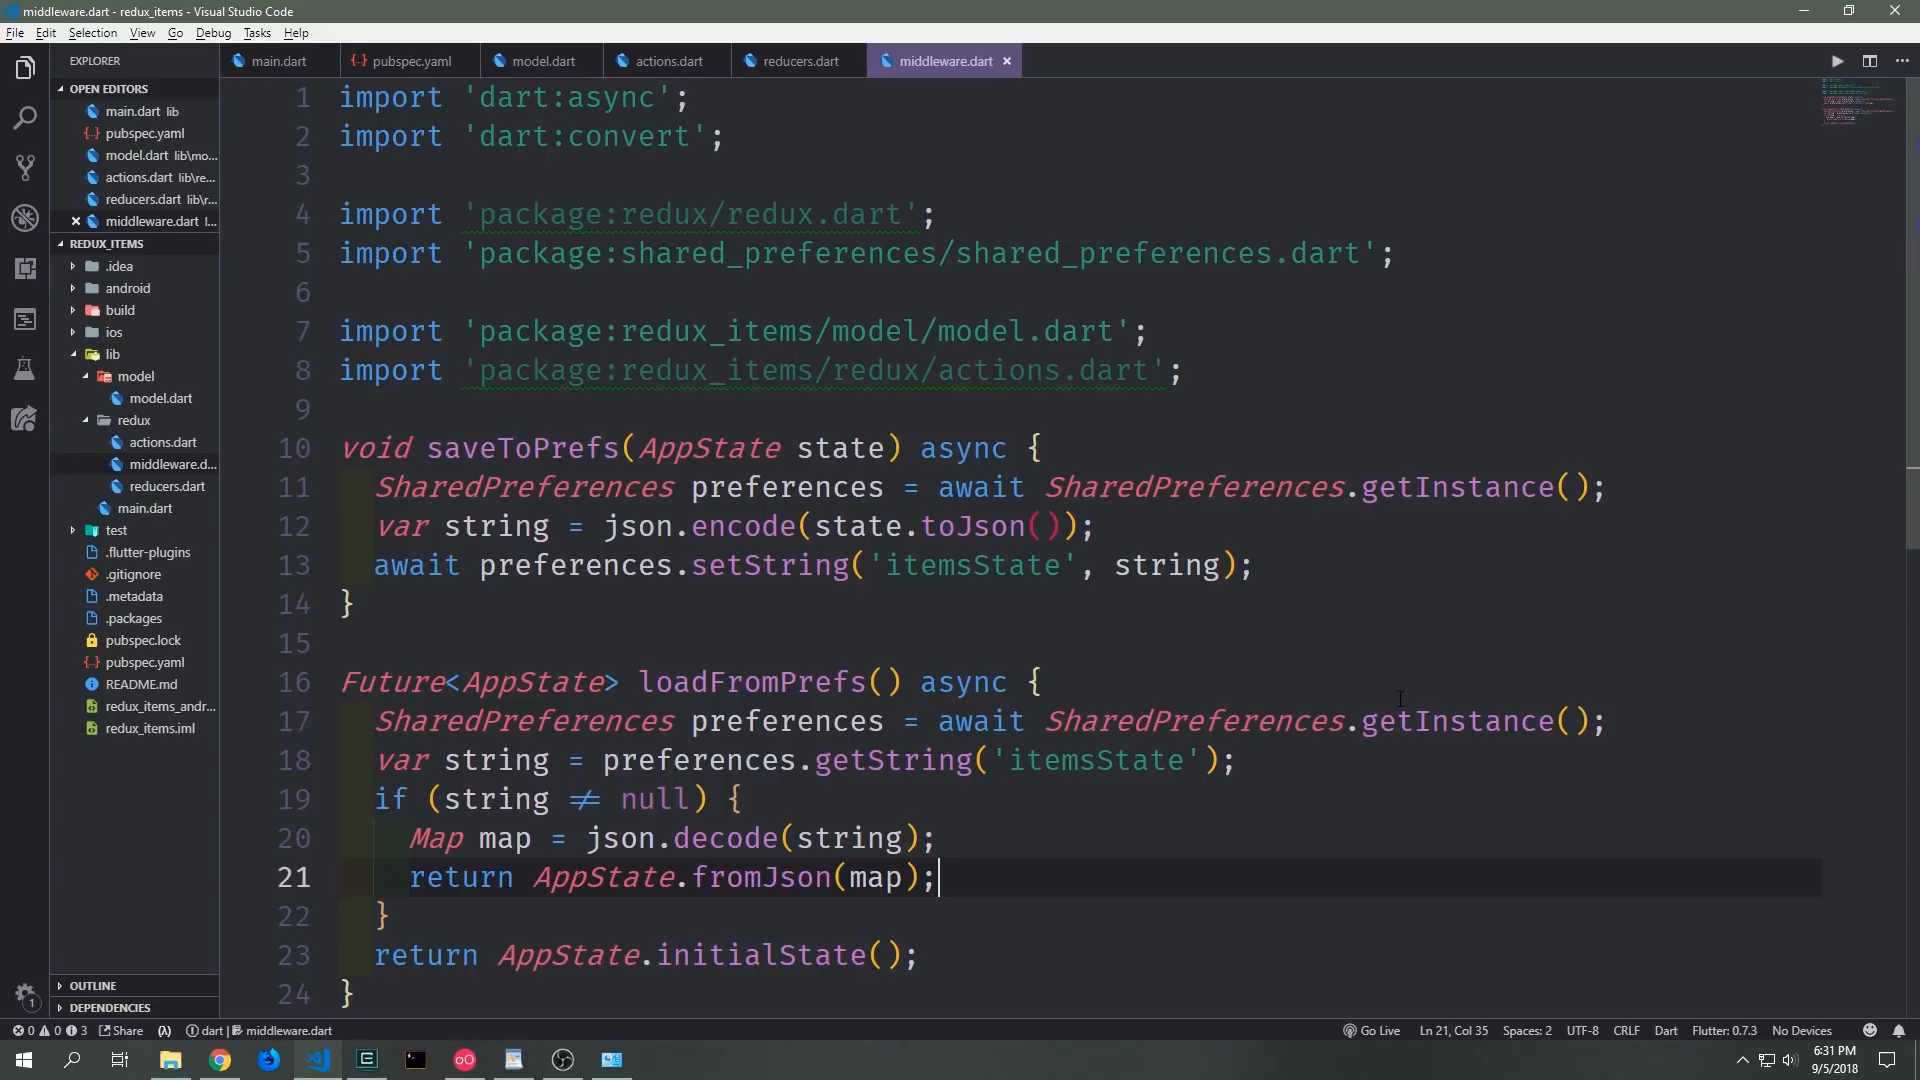 middleware.dart - redux_items - Visual Studio Code
File Edit Selection View Go Debug Tasks Help
EXPLORER
main.dart pubspec.yaml model.dart actions.dart reducers.dart middleware.dart
OPEN EDITORS
main.dart lib
pubspec.yaml
model.dart lib\mo...
actions.dart lib\re...
reducers.dart lib\r...
middleware.dart l...
REDUX_ITEMS
.idea
android
build
ios
lib
model
model.dart
redux
actions.dart
middleware.d...
reducers.dart
main.dart
test
.flutter-plugins
.gitignore
.metadata
.packages
pubspec.lock
pubspec.yaml
README.md
redux_items_andr...
redux_items.iml
OUTLINE
DEPENDENCIES
1 import 'dart:async';
2 import 'dart:convert';
3
4 import 'package:redux/redux.dart';
5 import 'package:shared_preferences/shared_preferences.dart';
6
7 import 'package:redux_items/model/model.dart';
8 import 'package:redux_items/redux/actions.dart';
9
10 void saveToPrefs(AppState state) async {
11 SharedPreferences preferences = await SharedPreferences.getInstance();
12 var string = json.encode(state.toJson());
13 await preferences.setString('itemsState', string);
14 }
15
16 Future<AppState> loadFromPrefs() async {
17 SharedPreferences preferences = await SharedPreferences.getInstance();
18 var string = preferences.getString('itemsState');
19 if (string ≠ null) {
20 Map map = json.decode(string);
21 return AppState.fromJson(map);
22 }
23 return AppState.initialState();
24 }
1
0 0 3 Share (λ) dart | middleware.dart Go Live Ln 21, Col 35 Spaces: 2 UTF-8 CRLF Dart Flutter: 0.7.3 No Devices
6:31 PM
9/5/2018